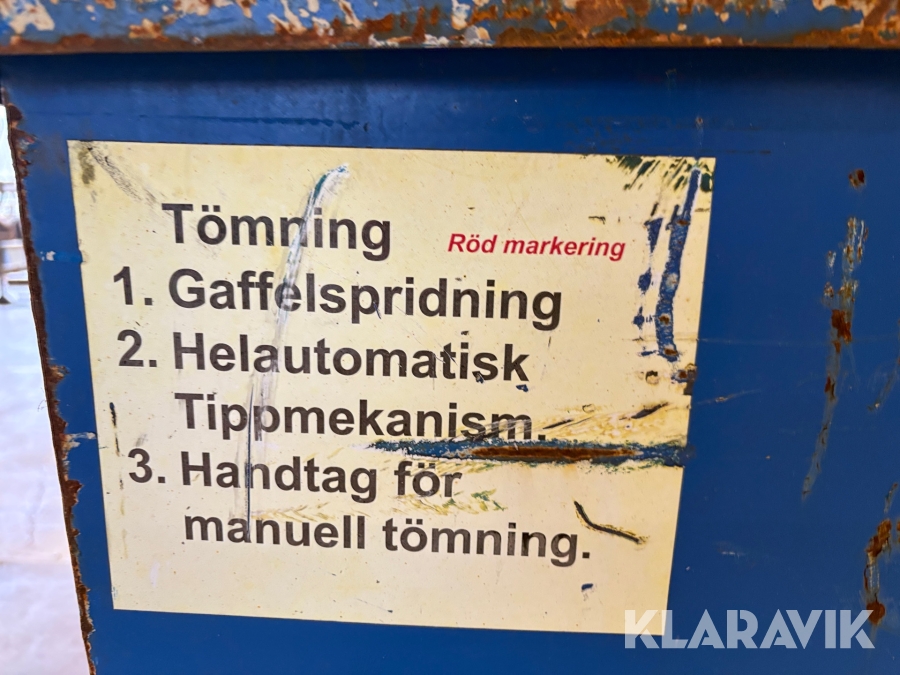 Tömning
Röd markering
1. Gaffelspridning
2. Helautomatisk
Tippmekanism.
3. Handtag för
manuell tömning.
KLARAVIK